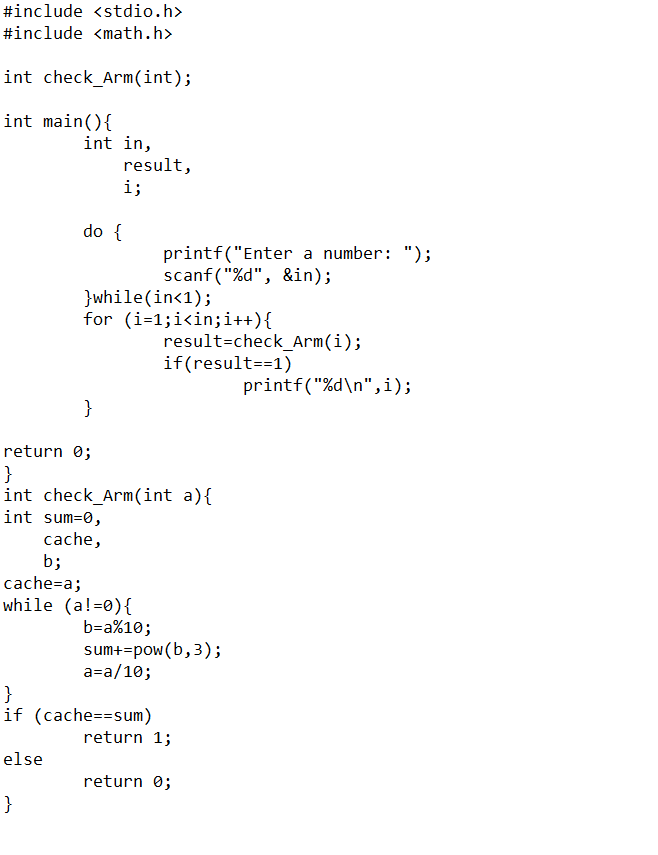 #include <stdio.h>
#include <math.h>

int check_Arm(int);

int main(){
        int in,
            result,
            i;

        do {
                printf("Enter a number: ");
                scanf("%d", &in);
        }while(in<1);
        for (i=1;i<in;i++){
                result=check_Arm(i);
                if(result==1)
                        printf("%d\n",i);
        }

return 0;
}
int check_Arm(int a){
int sum=0,
    cache,
    b;
cache=a;
while (a!=0){
        b=a%10;
        sum+=pow(b,3);
        a=a/10;
}
if (cache==sum)
        return 1;
else
        return 0;
}